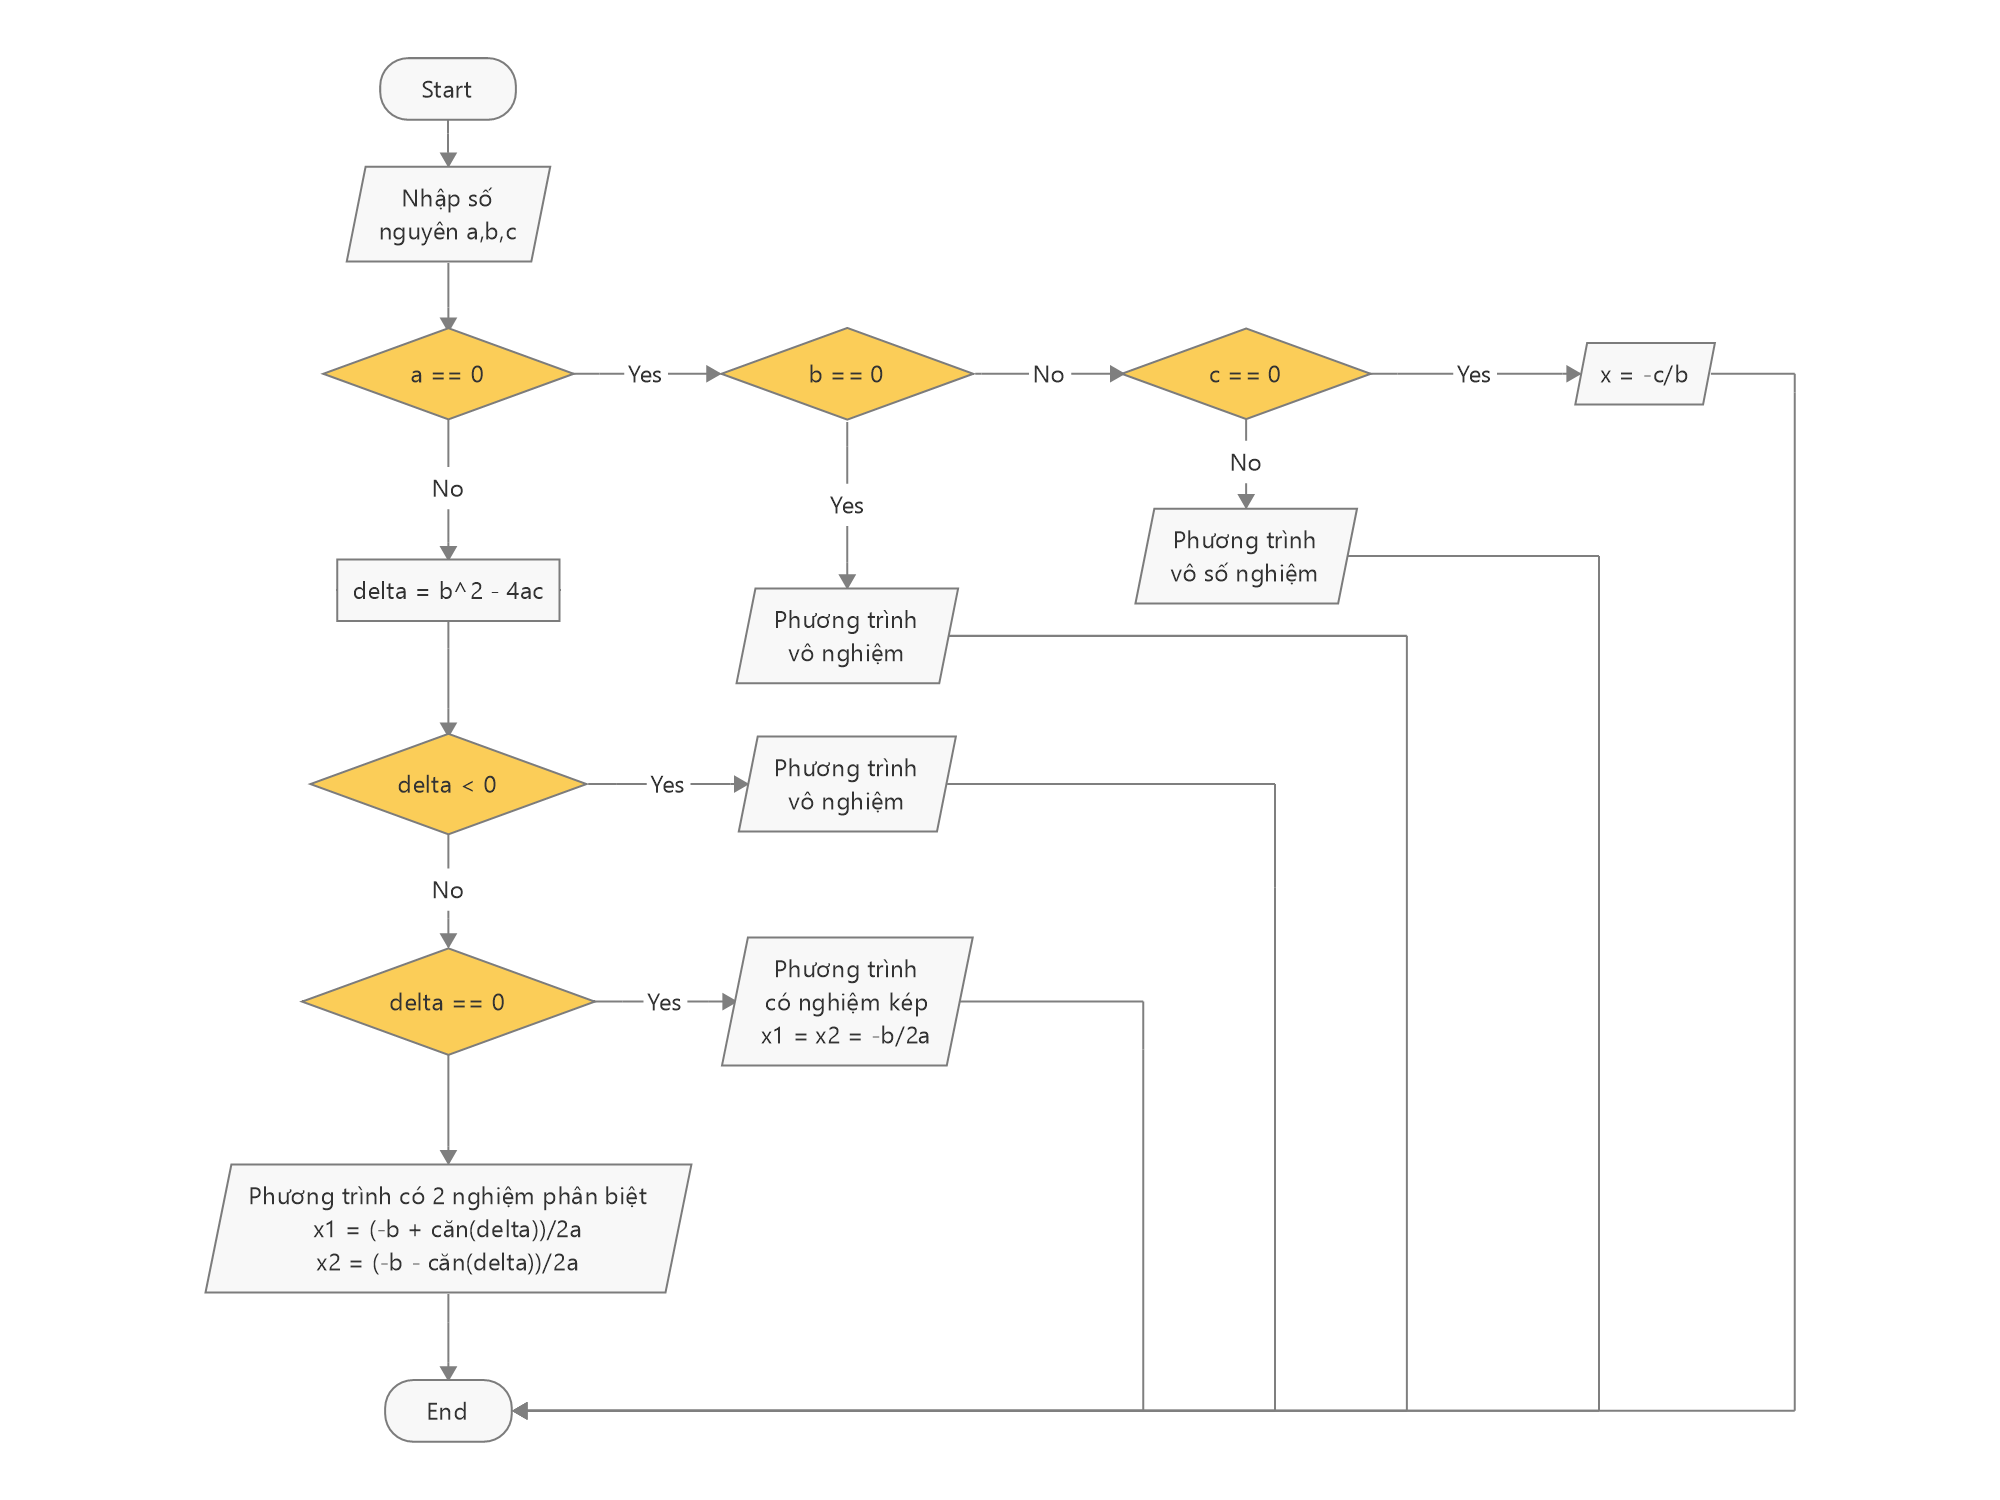 Start
Nhập số
nguyên a,b,c
a == 0
Yes
b == 0
No
c == 0
Yes
x = -c/b
No
Yes
No
Phương trình
vô số nghiệm
delta = b^2 - 4ac
Phương trình
vô nghiệm
delta < 0
Yes
Phương trình
vô nghiệm
No
delta == 0
Yes
Phương trình
có nghiệm kép
x1 = x2 = -b/2a
Phương trình có 2 nghiệm phân biệt
x1 = (-b + căn(delta))/2a
x2 = (-b - căn(delta))/2a
End